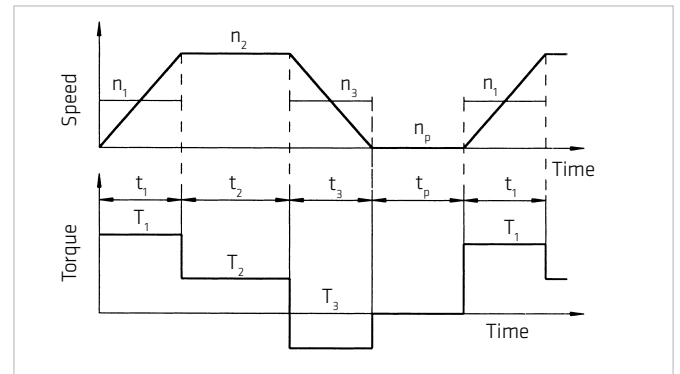 n₂
n₁ n₃ n₁
Speed
nₚ
Time
t₁ t₂ t₃ tₚ t₁
T₁ T₁
Torque
T₂
T₃
Time